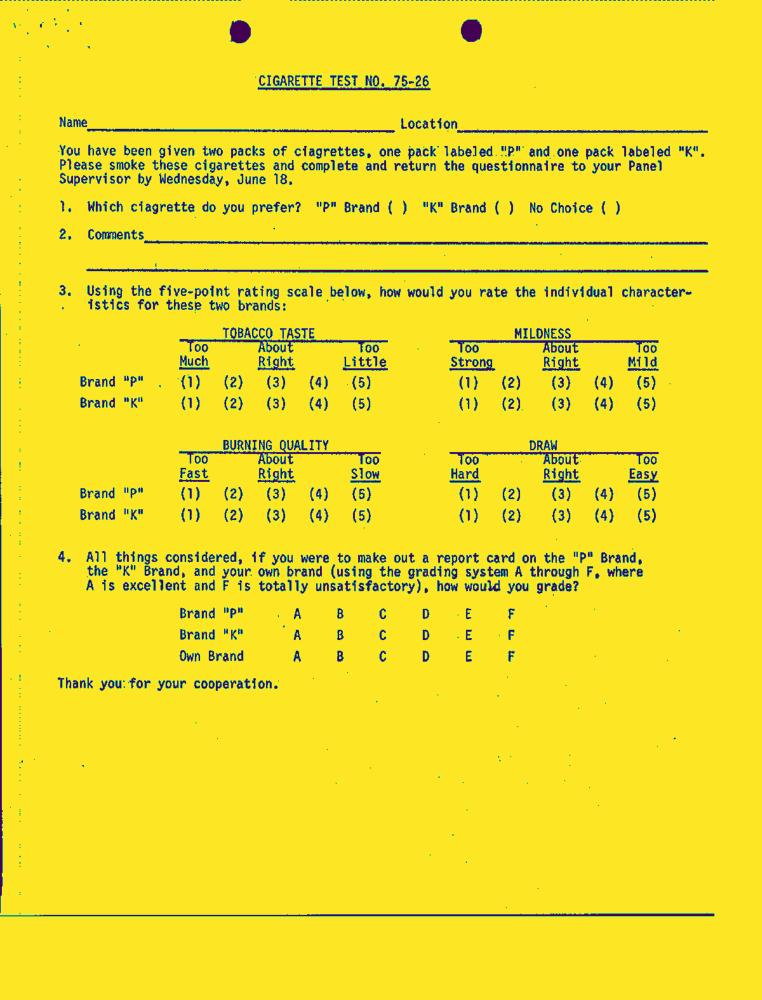 CIGARETTE TEST NO. 75-26
Name Location
You have been given two packs of ciagrettes, one pack labeled "P" and one pack labeled "K".
Please smoke these cigarettes and complete and return the questionnaire to your Panel
Supervisor by Wednesday, June 18.
1. Which ciagrette do you prefer? "P" Brand ( ) "K" Brand ( ) No Choice ( )
2. Comments
3. Using the five-point rating scale below, how would you rate the individual character-
istics for these two brands:
TOBACCO TASTE MILDNESS
Too About Too Too About Too
Much Right Little Strong Right Mild
Brand "P" (1) (2) (3) (4) (5) (1) (2) (3) (4) (5)
Brand "K" (1) (2) (3) (4) (5) (1) (2) (3) (4) (5)
BURNING QUALITY DRAW
Too About Too Too About Too
Fast Right Slow Hard Right Easy
Brand "P" (1) (2) (3) (4) (5) (1) (2) (3) (4) (5)
Brand "K" (1) (2) (3) (4) (5) (1) (2) (3) (4) (5)
4. All things considered, if you were to make out a report card on the "P" Brand,
the "K" Brand, and your own brand (using the grading system A through F, where
A is excellent and F is totally unsatisfactory), how would you grade?
Brand "P" A B C D E F
Brand "K" A B C D E F
Own Brand A B C D E F
Thank you for your cooperation.